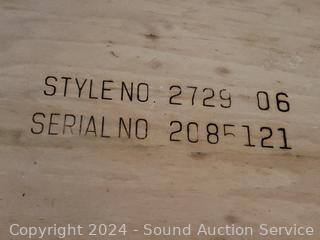 STYLE NO. 2729 06
SERIAL NO 2085121
Copyright 2024 - Sound Auction Service